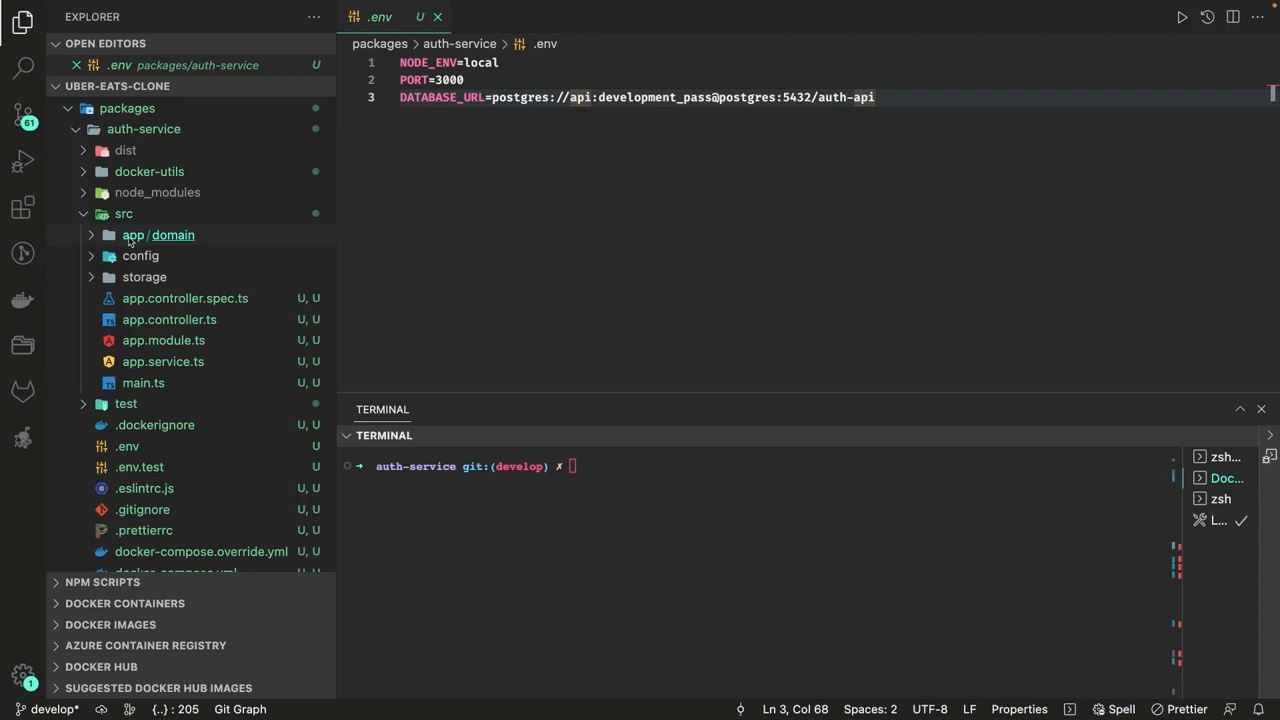 EXPLORER
OPEN EDITORS
.env packages/auth-service U
UBER-EATS-CLONE
packages
auth-service
dist
docker-utils
node_modules
src
app / domain
config
storage
app.controller.spec.ts U, U
app.controller.ts U, U
app.module.ts U, U
app.service.ts U, U
main.ts U, U
test
.dockerignore U, U
.env U
.env.test U
.eslintrc.js U, U
.gitignore U, U
.prettierrc U, U
docker-compose.override.yml U, U
docker-compose.yml U, U
NPM SCRIPTS
DOCKER CONTAINERS
DOCKER IMAGES
AZURE CONTAINER REGISTRY
DOCKER HUB
SUGGESTED DOCKER HUB IMAGES
61
1
.env U
packages > auth-service > .env
1 NODE_ENV=local
2 PORT=3000
3 DATABASE_URL=postgres://api:development_pass@postgres:5432/auth-api
TERMINAL
TERMINAL
auth-service git:(develop) ✗
zsh...
Doc...
zsh
L...
develop* {..} : 205 Git Graph Ln 3, Col 68 Spaces: 2 UTF-8 LF Properties Spell Prettier